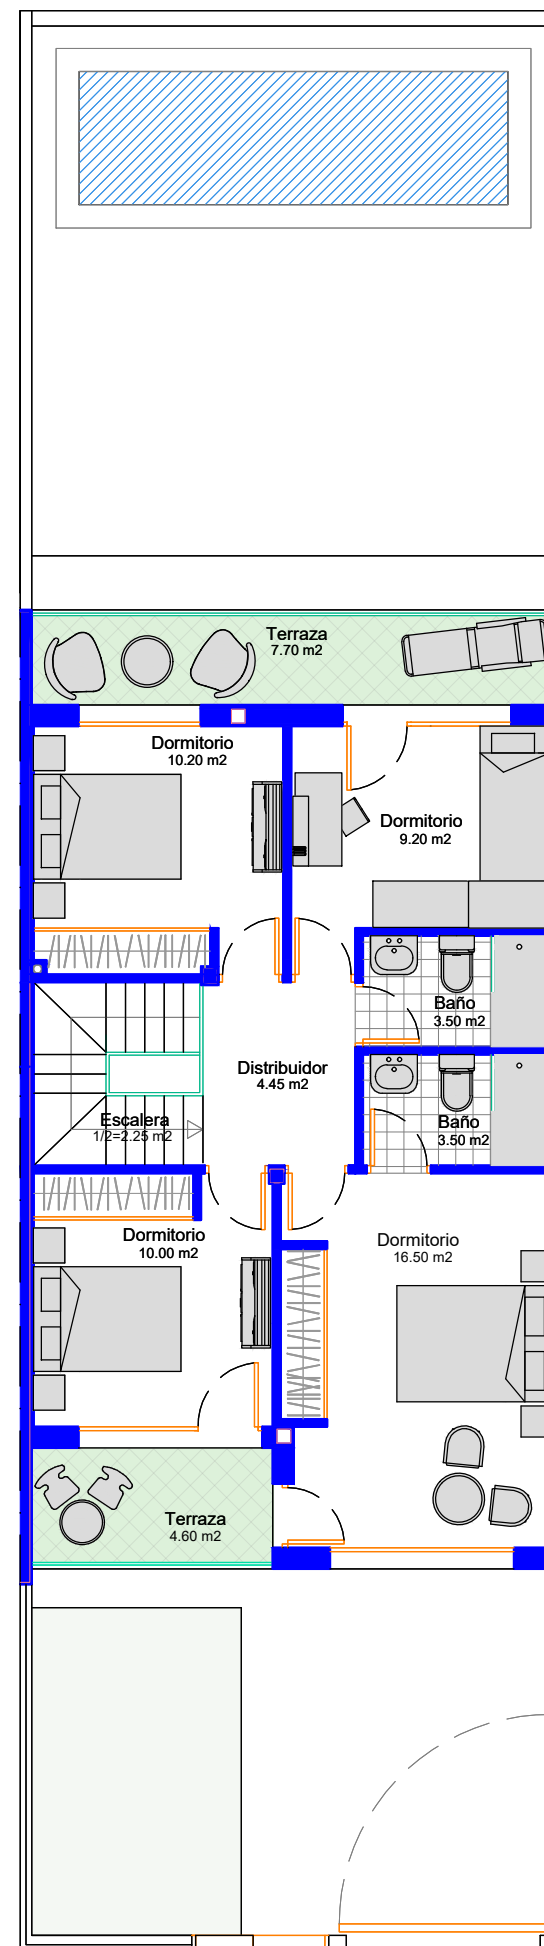 Terraza
7.70 m2
Dormitorio
10.20 m2
Dormitorio
9.20 m2
Baño
3.50 m2
Distribuidor
4.45 m2
Escalera
1/2=2.25 m2
Baño
3.50 m2
Dormitorio
10.00 m2
Dormitorio
16.50 m2
Terraza
4.60 m2